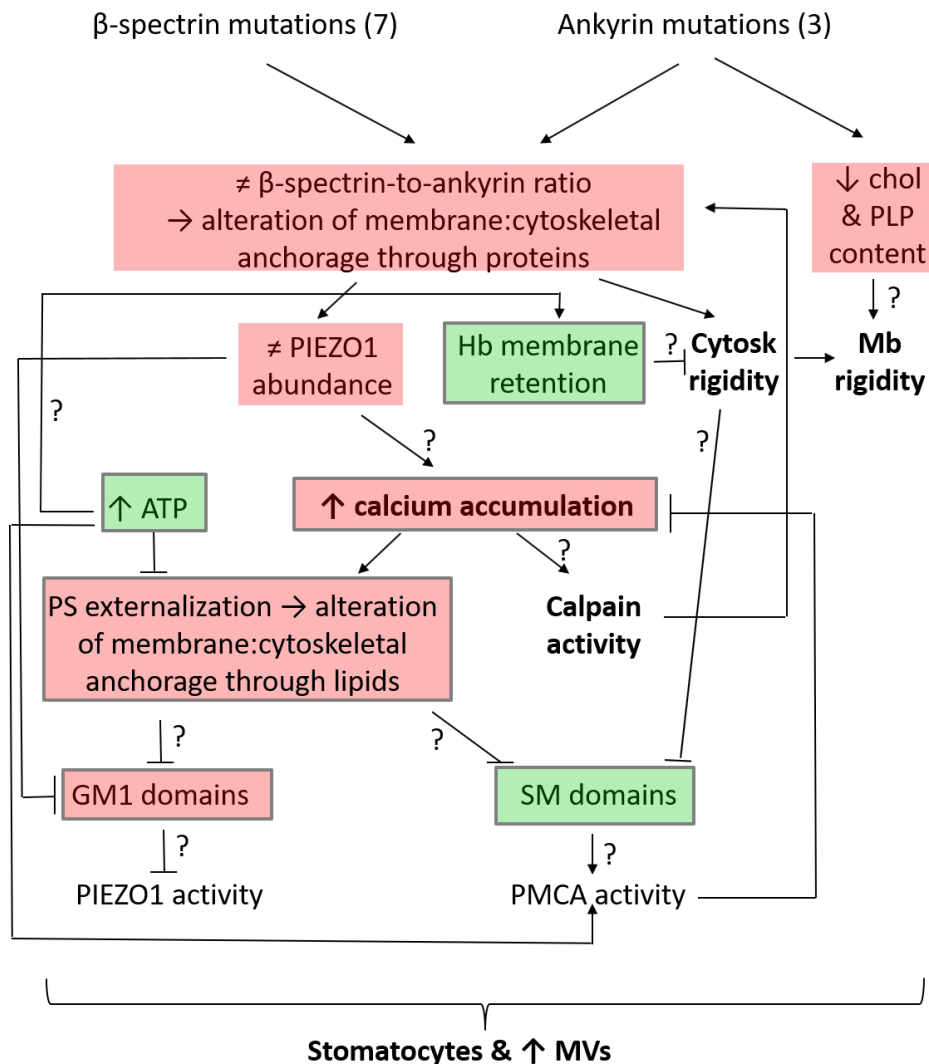 β-spectrin mutations (7)
Ankyrin mutations (3)
≠ β-spectrin-to-ankyrin ratio
→ alteration of membrane:cytoskeletal
anchorage through proteins
↓ chol
& PLP
content
?
≠ PIEZO1
abundance
Hb membrane
retention
?
Cytosk
rigidity
Mb
rigidity
?
?
?
↑ ATP
↑ calcium accumulation
?
PS externalization → alteration
of membrane:cytoskeletal
anchorage through lipids
Calpain
activity
?
?
GM1 domains
SM domains
?
?
PIEZO1 activity
PMCA activity
Stomatocytes & ↑ MVs